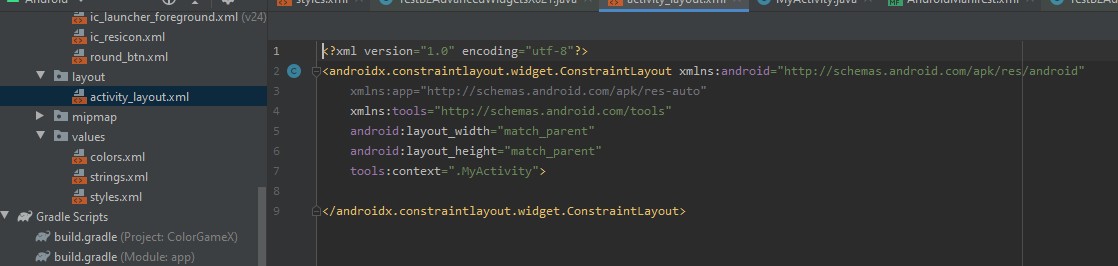 Android
styles.xml
TestBLAdvancedWidgetsX021.java
activity_layout.xml
MyActivity.java
AndroidManifest.xml
ic_launcher_foreground.xml (v24)
ic_resicon.xml
round_btn.xml
layout
activity_layout.xml
mipmap
values
colors.xml
strings.xml
styles.xml
Gradle Scripts
build.gradle (Project: ColorGameX)
build.gradle (Module: app)
1 <?xml version="1.0" encoding="utf-8"?>
2 C <androidx.constraintlayout.widget.ConstraintLayout xmlns:android="http://schemas.android.com/apk/res/android"
3 xmlns:app="http://schemas.android.com/apk/res-auto"
4 xmlns:tools="http://schemas.android.com/tools"
5 android:layout_width="match_parent"
6 android:layout_height="match_parent"
7 tools:context=".MyActivity">
8
9 </androidx.constraintlayout.widget.ConstraintLayout>